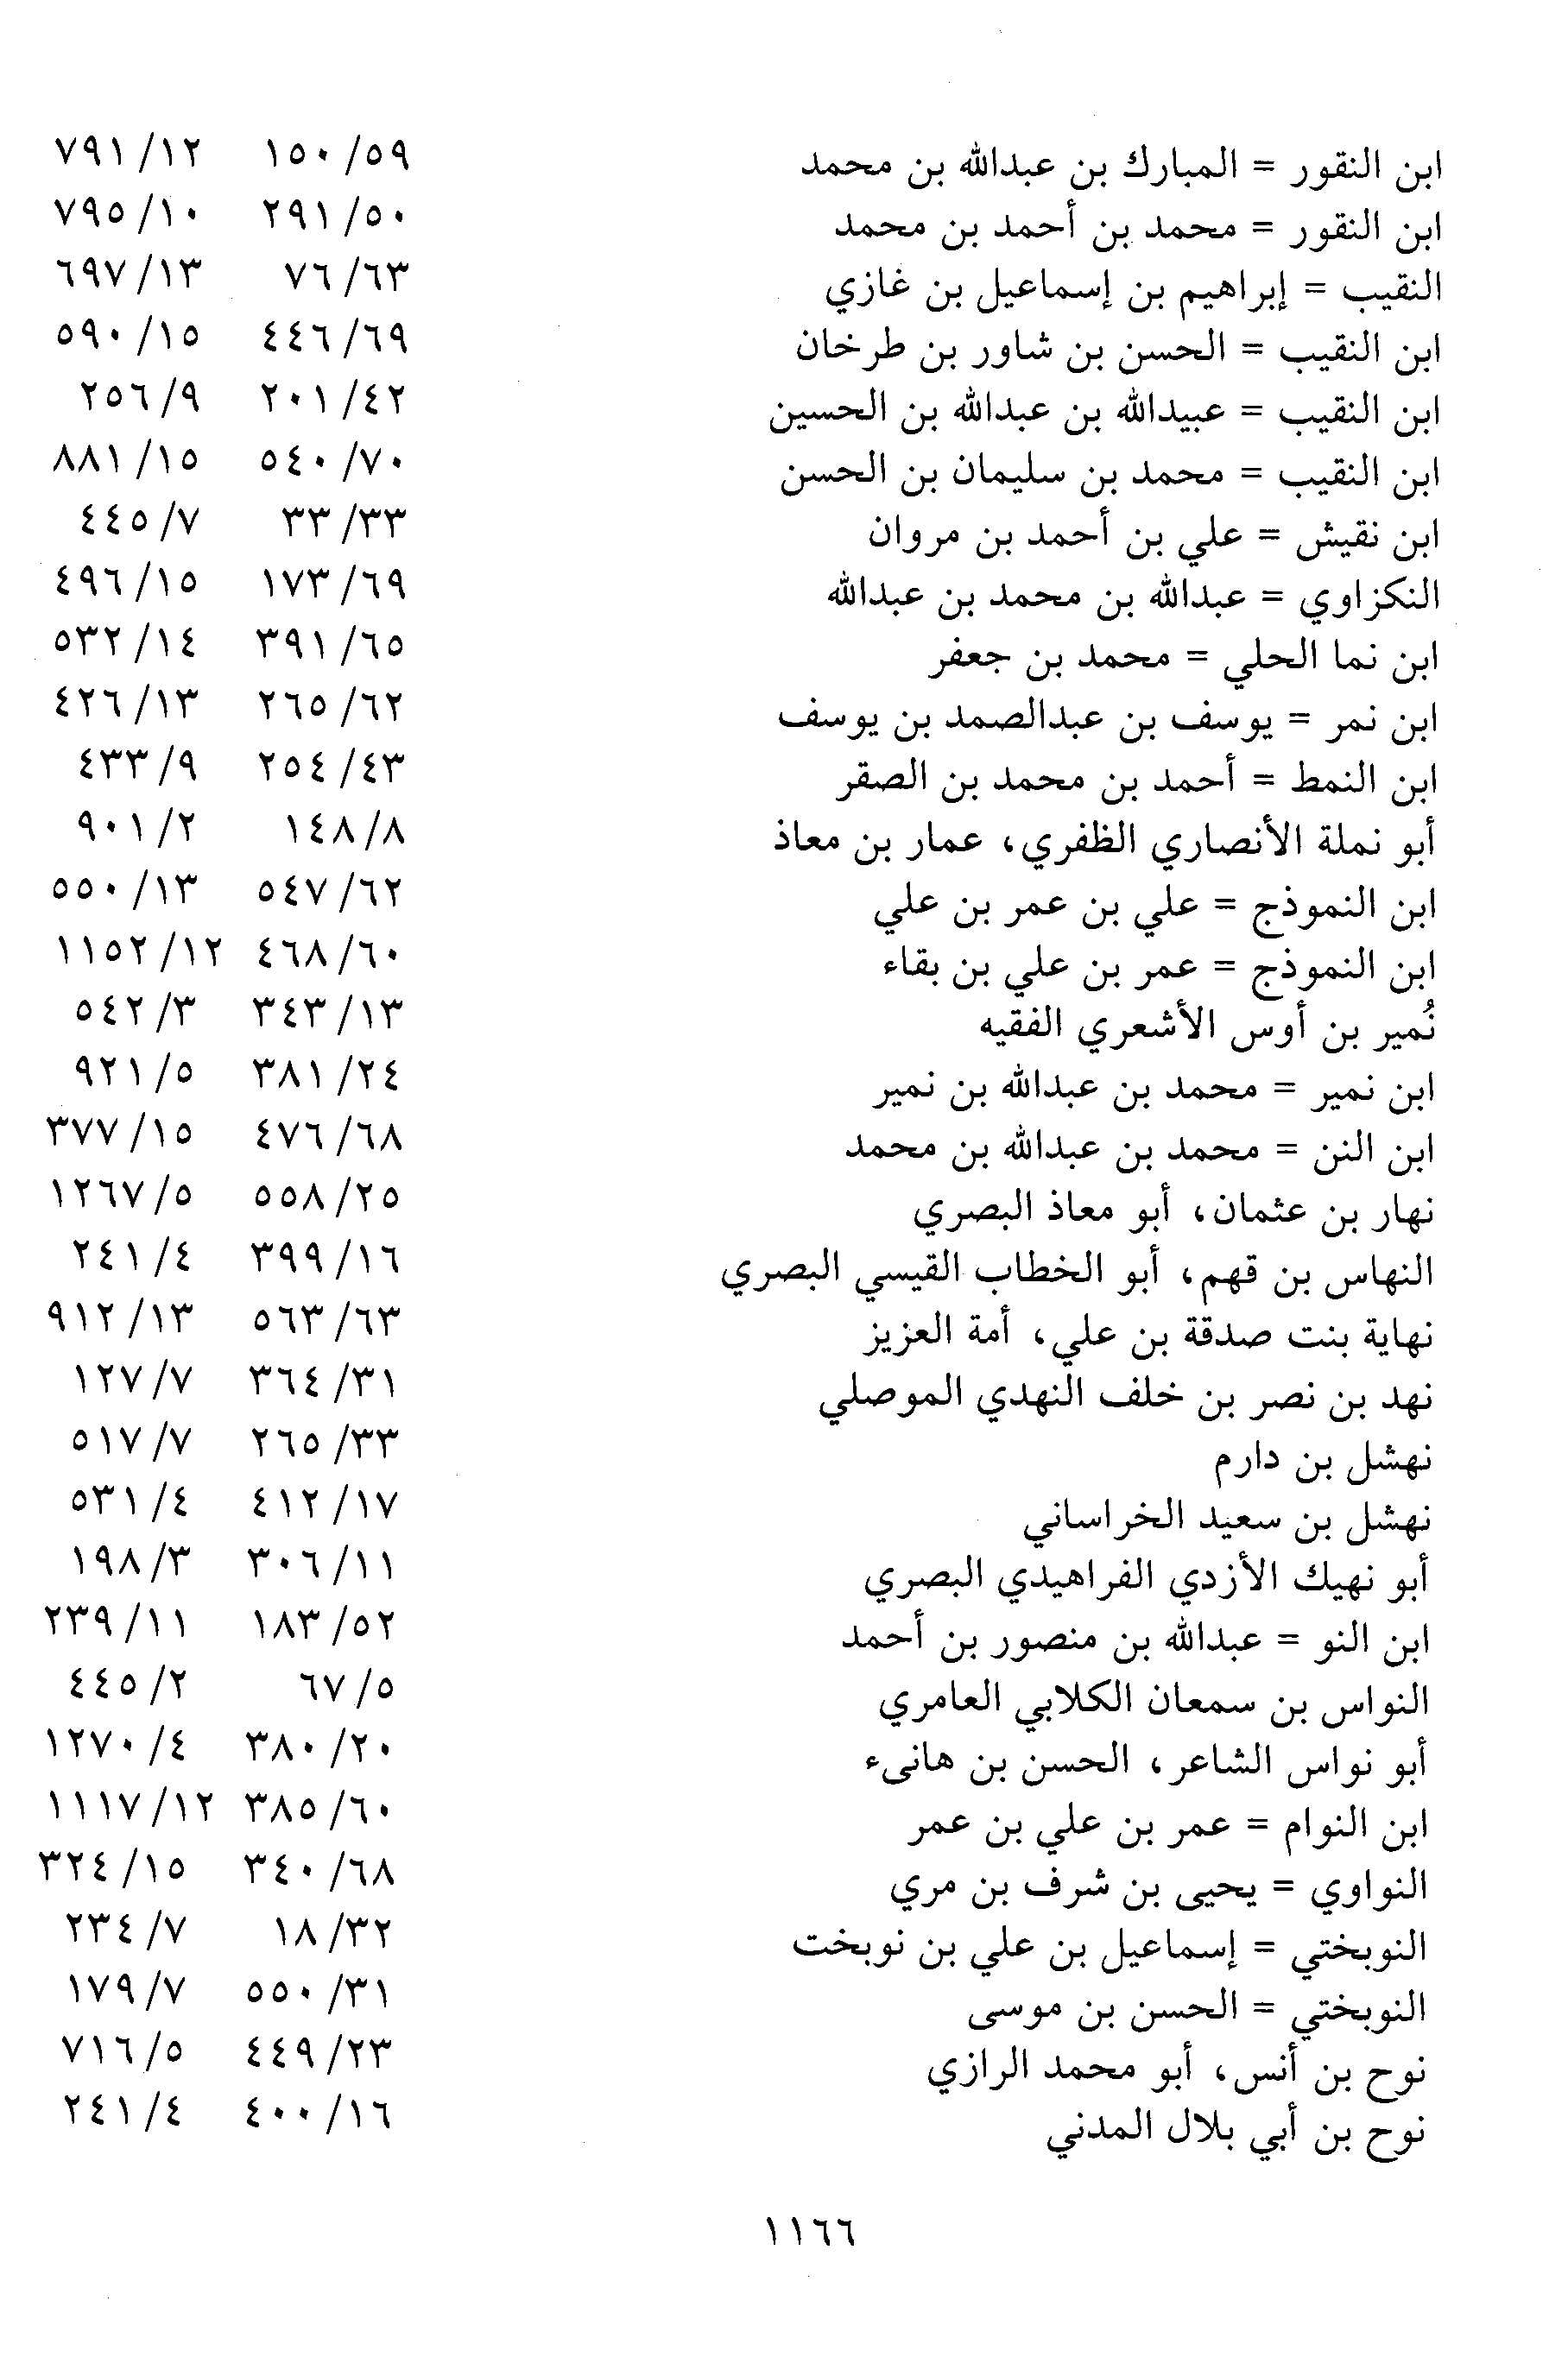 ابن النقور = المبارك بن عبدالله بن محمد ٥٩/ ١٥٠ ١٢/ ٧٩١
ابن النقور = محمد بن أحمد بن محمد ٥٠/ ٢٩١ ١٠/ ٧٩٥
النقيب = إبراهيم بن إسماعيل بن غازي ٦٣/ ٧٦ ١٣/ ٦٩٧
ابن النقيب = الحسن بن شاور بن طرخان ٦٩/ ٤٤٦ ١٥/ ٥٩٠
ابن النقيب = عبيدالله بن عبدالله بن الحسين ٤٢/ ٢٠١ ٩/ ٢٥٦
ابن النقيب = محمد بن سليمان بن الحسن ٧٠/ ٥٤٠ ١٥/ ٨٨١
ابن نقيش = علي بن أحمد بن مروان ٣٣/ ٣٣ ٧/ ٤٤٥
النكزاوي = عبدالله بن محمد بن عبدالله ٦٩/ ١٧٣ ١٥/ ٤٩٦
ابن نما الحلي = محمد بن جعفر ٦٥/ ٣٩١ ١٤/ ٥٣٢
ابن نمر = يوسف بن عبدالصمد بن يوسف ٦٢/ ٢٦٥ ١٣/ ٤٢٦
ابن النمط = أحمد بن محمد بن الصقر ٤٣/ ٢٥٤ ٩/ ٤٣٣
أبو نملة الأنصاري الظفري، عمار بن معاذ ٨/ ١٤٨ ٢/ ٩٠١
ابن النموذج = علي بن عمر بن علي ٦٢/ ٥٤٧ ١٣/ ٥٥٠
ابن النموذج = عمر بن علي بن بقاء ٦٠/ ٤٦٨ ١٢/ ١١٥٢
نُمير بن أوس الأشعري الفقيه ١٣/ ٣٤٣ ٣/ ٥٤٢
ابن نمير = محمد بن عبدالله بن نمير ٢٤/ ٣٨١ ٥/ ٩٢١
ابن النن = محمد بن عبدالله بن محمد ٦٨/ ٤٧٦ ١٥/ ٣٧٧
نهار بن عثمان، أبو معاذ البصري ٢٥/ ٥٥٨ ٥/ ١٢٦٧
النهاس بن قهم، أبو الخطاب القيسي البصري ١٦/ ٣٩٩ ٤/ ٢٤١
نهاية بنت صدقة بن علي، أمة العزيز ٦٣/ ٥٦٣ ١٣/ ٩١٢
نهد بن نصر بن خلف النهدي الموصلي ٣١/ ٣٦٤ ٧/ ١٢٧
نهشل بن دارم ٣٣/ ٢٦٥ ٧/ ٥١٧
نهشل بن سعيد الخراساني ١٧/ ٤١٢ ٤/ ٥٣١
أبو نهيك الأزدي الفراهيدي البصري ١١/ ٣٠٦ ٣/ ١٩٨
ابن النو = عبدالله بن منصور بن أحمد ٥٢/ ١٨٣ ١١/ ٢٣٩
النواس بن سمعان الكلابي العامري ٥/ ٦٧ ٢/ ٤٤٥
أبو نواس الشاعر، الحسن بن هانىء ٢٠/ ٣٨٠ ٤/ ١٢٧٠
ابن النوام = عمر بن علي بن عمر ٦٠/ ٣٨٥ ١٢/ ١١١٧
النواوي = يحيى بن شرف بن مري ٦٨/ ٣٤٠ ١٥/ ٣٢٤
النوبختي = إسماعيل بن علي بن نوبخت ٣٢/ ١٨ ٧/ ٢٣٤
النوبختي = الحسن بن موسى ٣١/ ٥٥٠ ٧/ ١٧٩
نوح بن أنس، أبو محمد الرازي ٢٣/ ٤٤٩ ٥/ ٧١٦
نوح بن أبي بلال المدني ١٦/ ٤٠٠ ٤/ ٢٤١
١١٦٦